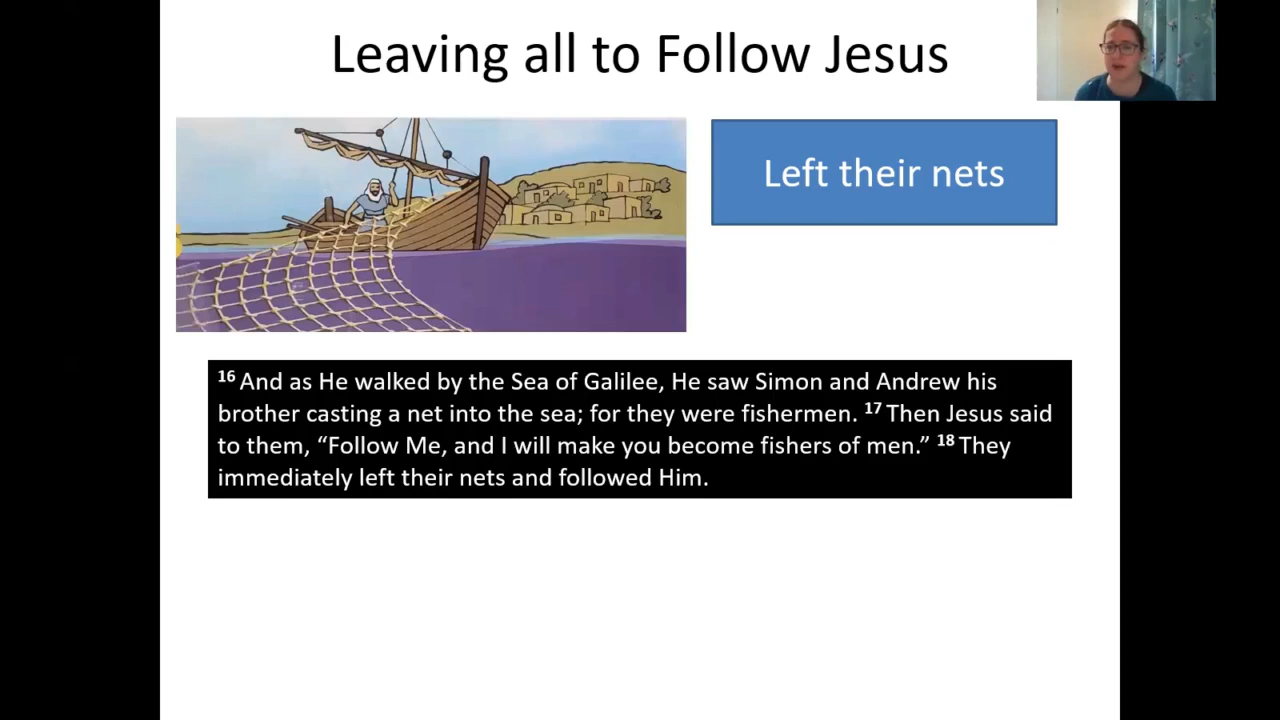 Leaving all to Follow Jesus
Left their nets
16 And as He walked by the Sea of Galilee, He saw Simon and Andrew his
brother casting a net into the sea; for they were fishermen. 17 Then Jesus said
to them, “Follow Me, and I will make you become fishers of men.” 18 They
immediately left their nets and followed Him.